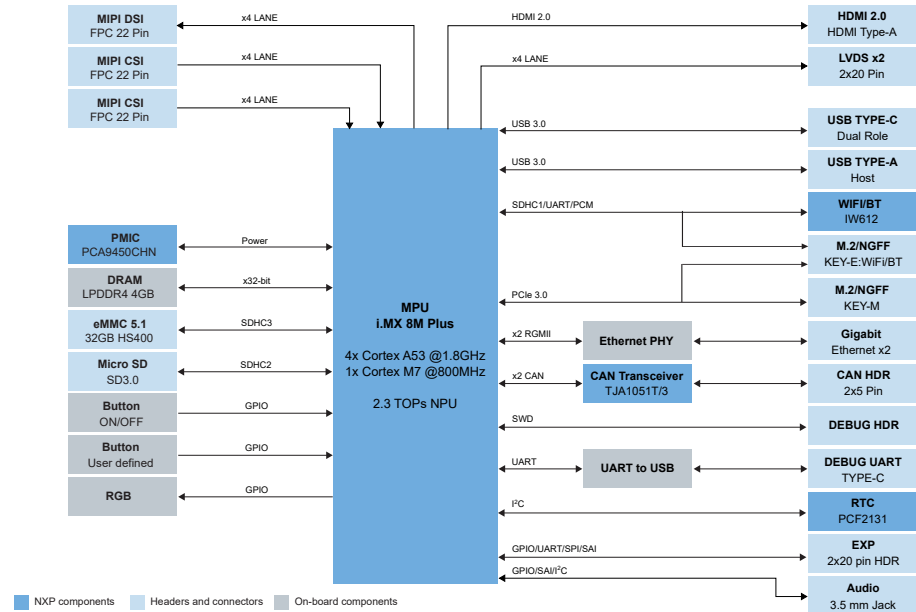 MIPI DSI
FPC 22 Pin
x4 LANE
MIPI CSI
FPC 22 Pin
x4 LANE
MIPI CSI
FPC 22 Pin
x4 LANE
PMIC
PCA9450CHN
Power
DRAM
LPDDR4 4GB
x32-bit
eMMC 5.1
32GB HS400
SDHC3
Micro SD
SD3.0
SDHC2
Button
ON/OFF
GPIO
Button
User defined
GPIO
RGB
GPIO
MPU
i.MX 8M Plus
4x Cortex A53 @1.8GHz
1x Cortex M7 @800MHz
2.3 TOPs NPU
HDMI 2.0
HDMI 2.0
HDMI Type-A
x4 LANE
LVDS x2
2x20 Pin
USB 3.0
USB TYPE-C
Dual Role
USB 3.0
USB TYPE-A
Host
SDHC1/UART/PCM
WIFI/BT
IW612
M.2/NGFF
KEY-E:WiFi/BT
PCIe 3.0
M.2/NGFF
KEY-M
x2 RGMII
Ethernet PHY
Gigabit
Ethernet x2
x2 CAN
CAN Transceiver
TJA1051T/3
CAN HDR
2x5 Pin
SWD
DEBUG HDR
UART
UART to USB
DEBUG UART
TYPE-C
I²C
RTC
PCF2131
GPIO/UART/SPI/SAI
EXP
2x20 pin HDR
GPIO/SAI/I²C
Audio
3.5 mm Jack
NXP components
Headers and connectors
On-board components